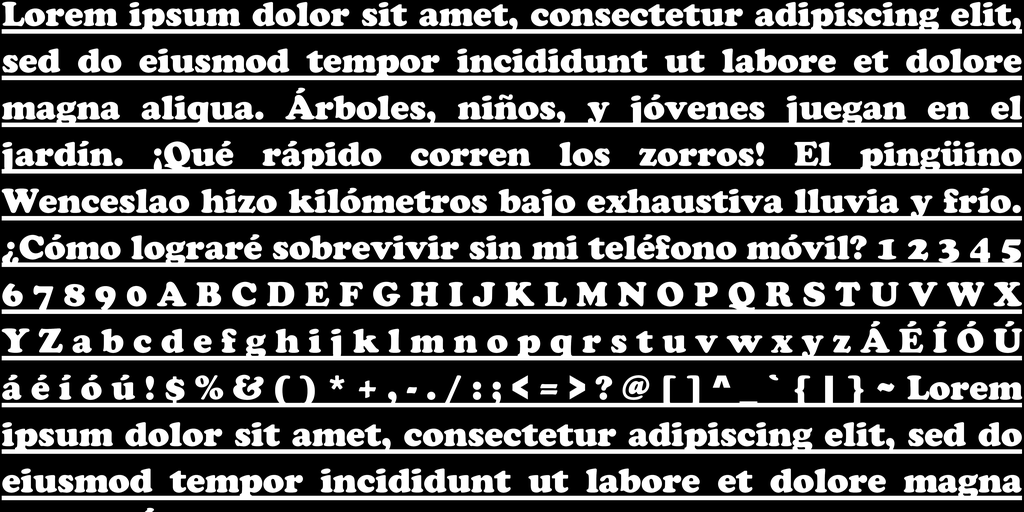 Lorem ipsum dolor sit amet, consectetur adipiscing elit,
sed do eiusmod tempor incididunt ut labore et dolore
magna aliqua. Árboles, niños, y jóvenes juegan en el
jardín. ¡Qué rápido corren los zorros! El pingüino
Wenceslao hizo kilómetros bajo exhaustiva lluvia y frío.
¿Cómo lograré sobrevivir sin mi teléfono móvil? 1 2 3 4 5
6 7 8 9 0 A B C D E F G H I J K L M N O P Q R S T U V W X
Y Z a b c d e f g h i j k l m n o p q r s t u v w x y z Á É Í Ó Ú
á é í ó ú ! $ % & ( ) * + , - . / : ; < = > ? @ [ ] ^ _ ` { | } ~ Lorem
ipsum dolor sit amet, consectetur adipiscing elit, sed do
eiusmod tempor incididunt ut labore et dolore magna